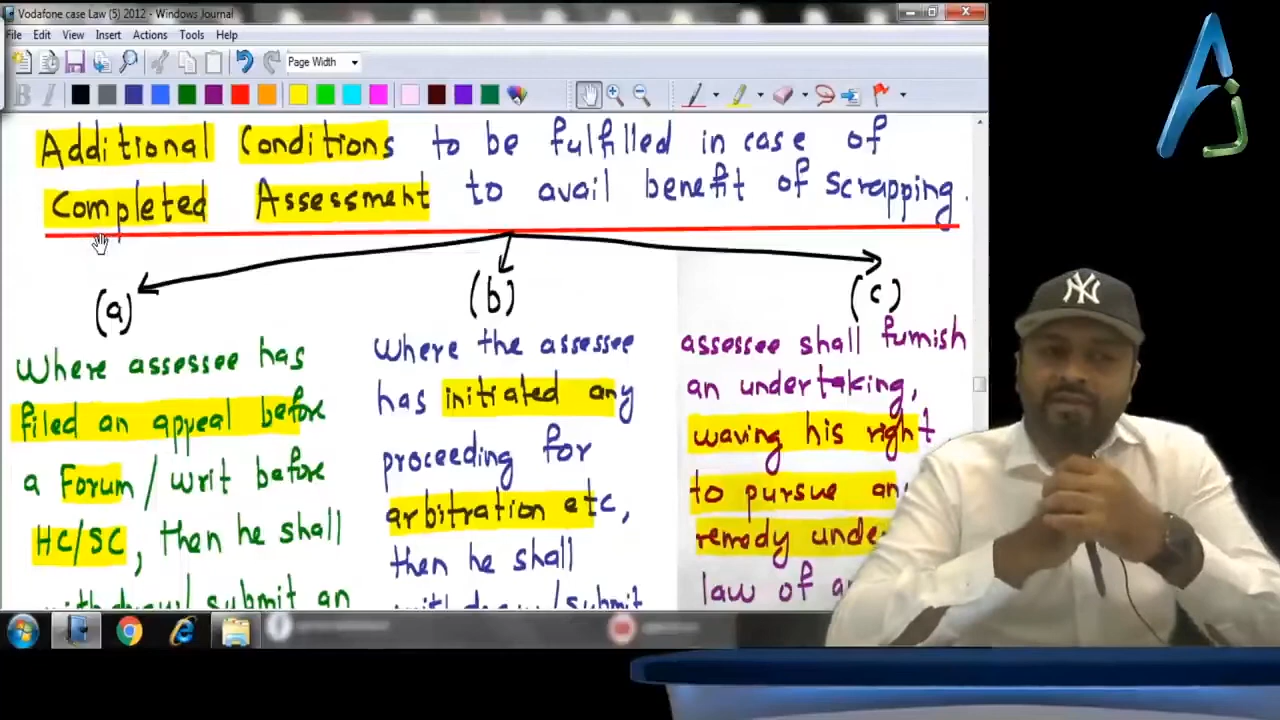 Vodafone case Law (5) 2012 - Windows Journal
File Edit View Insert Actions Tools Help
Page Width
B I
Additional Conditions to be fulfilled in case of
Completed Assessment to avail benefit of scrapping.
(a)
Where assessee has
filed an appeal before
a Forum / writ before
HC/SC, then he shall
submit an
(b)
Where the assessee
has initiated any
proceeding for
arbitration etc,
then he shall
(c)
assessee shall furnish
an undertaking,
waving his right
to pursue
remedy
law of
NY
AJ